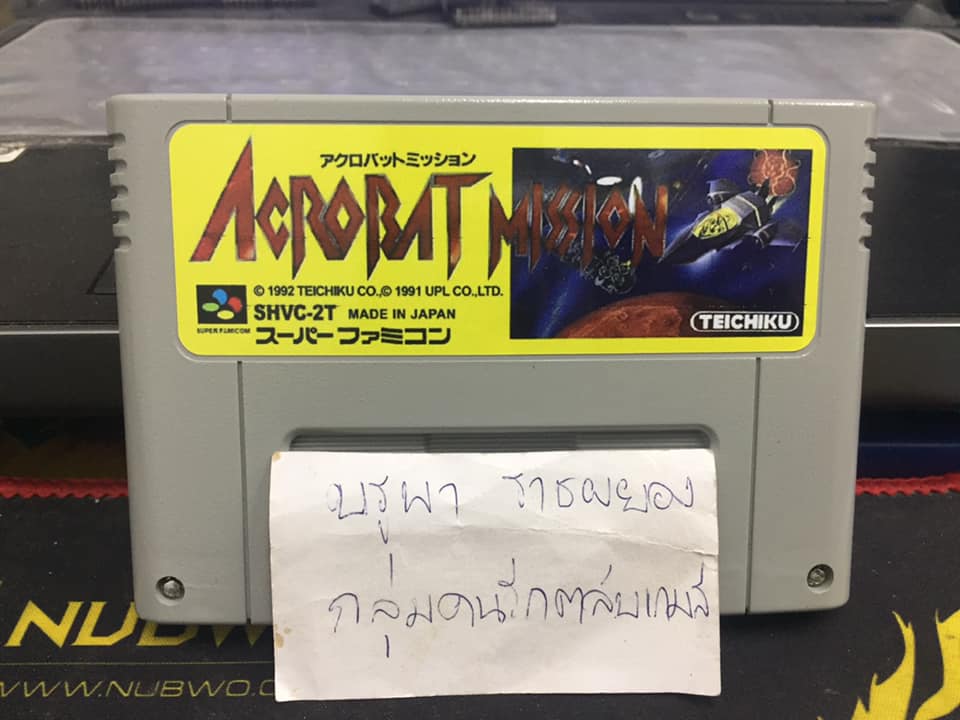 アクロバットミッション
ACROBAT MISSION
© 1992 TEICHIKU CO.,© 1991 UPL CO.,LTD.
SHVC-2T MADE IN JAPAN
SUPER FAMICOM
スーパーファミコン
TEICHIKU
บรูพา ราชผยอง
กลุ่มคนรักตลับเกมส์
NUBWO
WWW.NUBWO.C